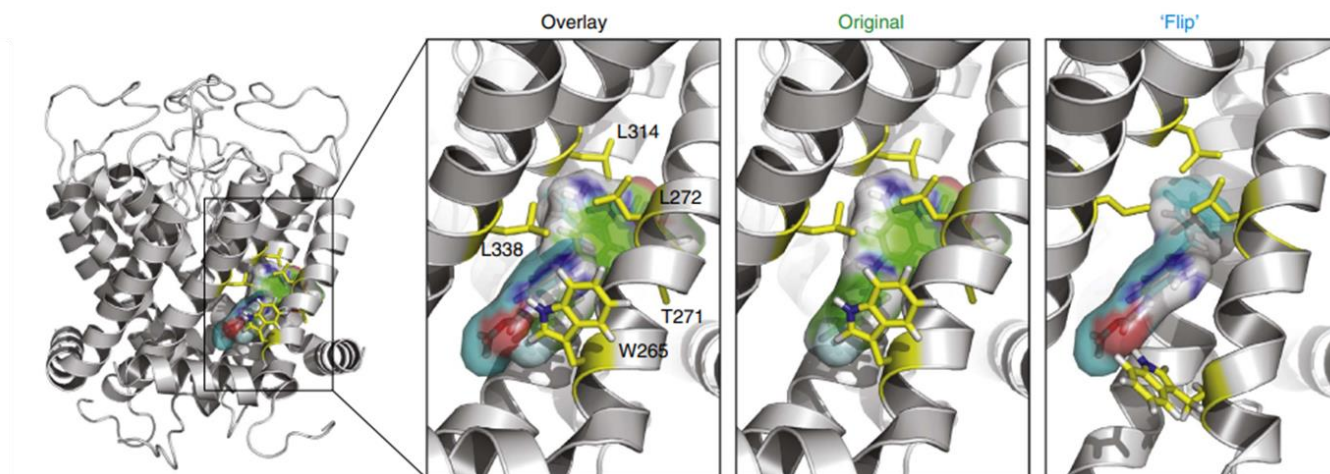 Overlay
Original
‘Flip’
L314
L272
L338
T271
W265